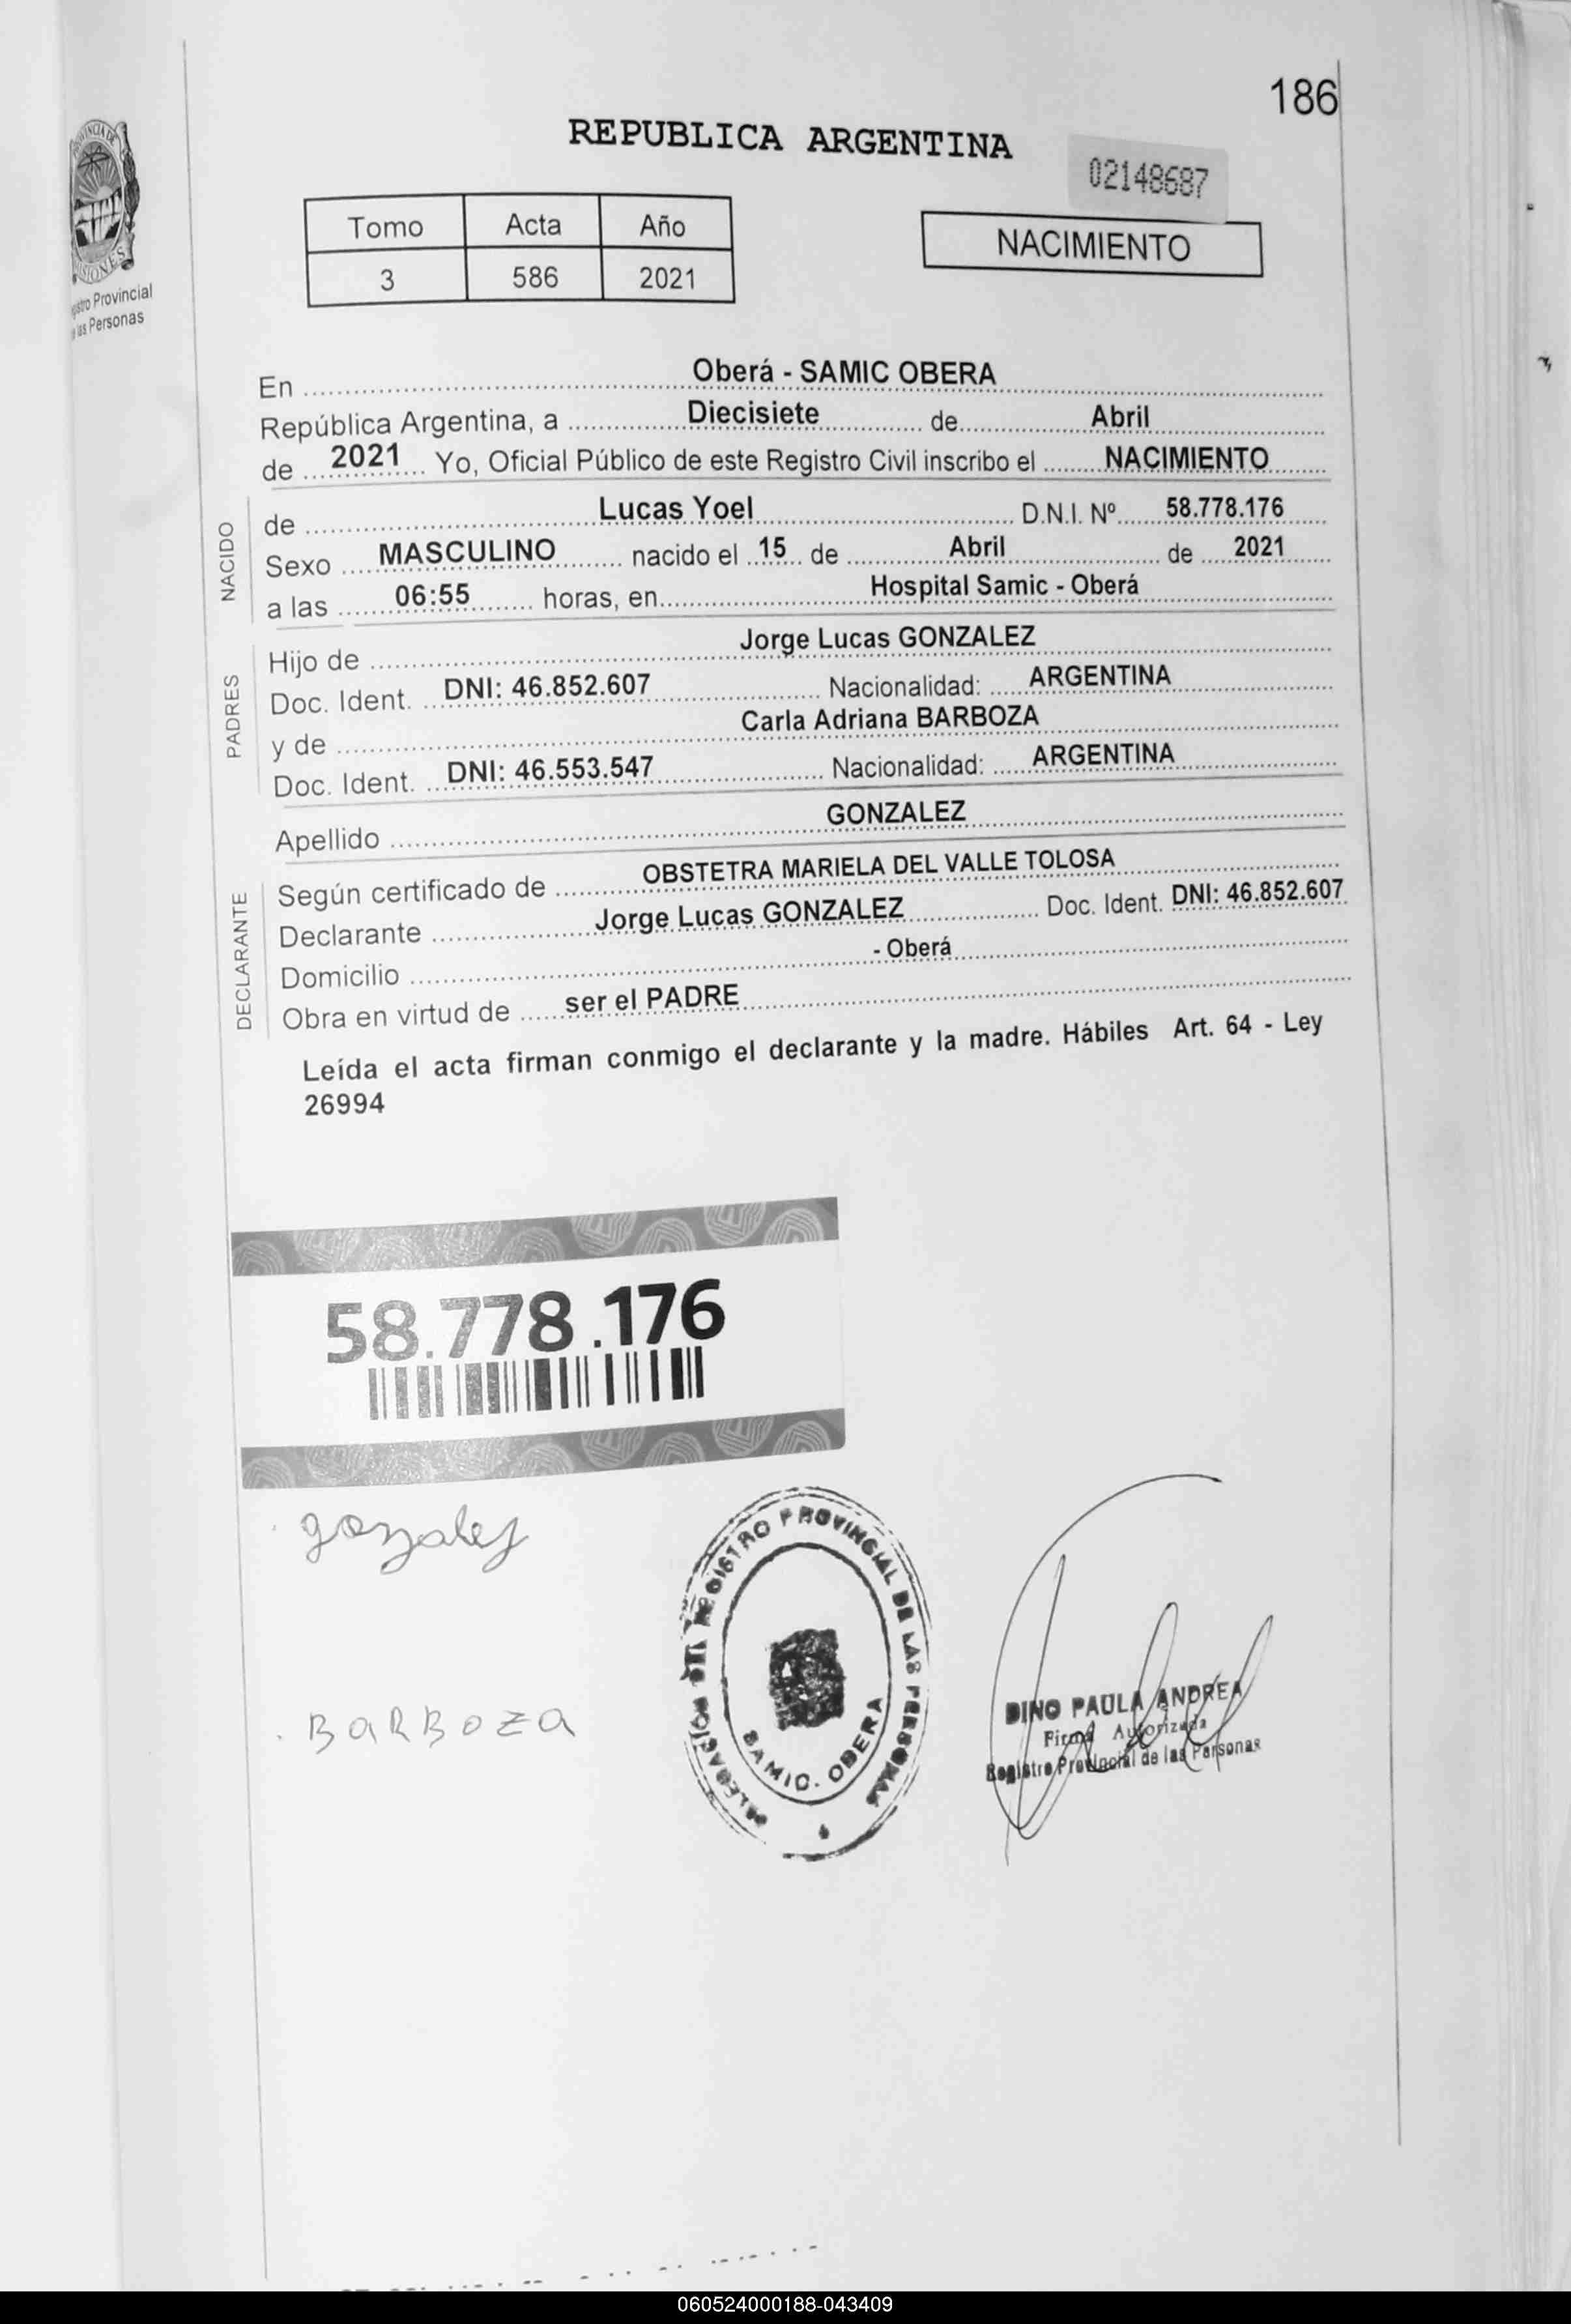 186
REPUBLICA ARGENTINA
02148687
Tomo Acta Año
3 586 2021
NACIMIENTO
PROVINCIA DE
MISIONES
Provincial
las Personas
En Oberá - SAMIC OBERA
República Argentina, a Diecisiete de Abril
de 2021 Yo, Oficial Público de este Registro Civil inscribo el NACIMIENTO
NACIDO
de Lucas Yoel D.N.I. Nº 58.778.176
Sexo MASCULINO nacido el 15 de Abril de 2021
a las 06:55 horas, en Hospital Samic - Oberá
PADRES
Hijo de Jorge Lucas GONZALEZ
Doc. Ident. DNI: 46.852.607 Nacionalidad: ARGENTINA
y de Carla Adriana BARBOZA
Doc. Ident. DNI: 46.553.547 Nacionalidad: ARGENTINA
Apellido GONZALEZ
DECLARANTE
Según certificado de OBSTETRA MARIELA DEL VALLE TOLOSA
Declarante Jorge Lucas GONZALEZ Doc. Ident. DNI: 46.852.607
Domicilio - Oberá
Obra en virtud de ser el PADRE
Leída el acta firman conmigo el declarante y la madre. Hábiles Art. 64 - Ley
26994
58.778.176
gonzalez
BaRBoza
DELEGACIÓN DEL REGISTRO PROVINCIAL DE LAS PERSONAS
SAMIC. OBERA
DINO PAULA ANDREA
Firma Autorizada
Registro Provincial de las Personas
060524000188-043409